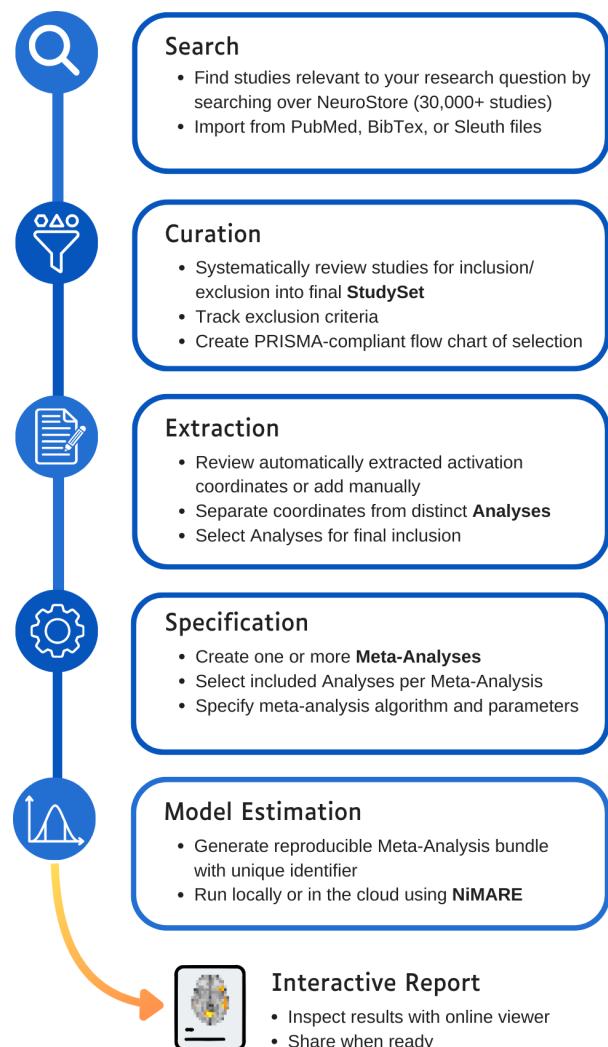 Search
• Find studies relevant to your research question by
searching over NeuroStore (30,000+ studies)
• Import from PubMed, BibTex, or Sleuth files
Curation
• Systematically review studies for inclusion/
exclusion into final StudySet
• Track exclusion criteria
• Create PRISMA-compliant flow chart of selection
Extraction
• Review automatically extracted activation
coordinates or add manually
• Separate coordinates from distinct Analyses
• Select Analyses for final inclusion
Specification
• Create one or more Meta-Analyses
• Select included Analyses per Meta-Analysis
• Specify meta-analysis algorithm and parameters
Model Estimation
• Generate reproducible Meta-Analysis bundle
with unique identifier
• Run locally or in the cloud using NiMARE
Interactive Report
• Inspect results with online viewer
• Share when ready